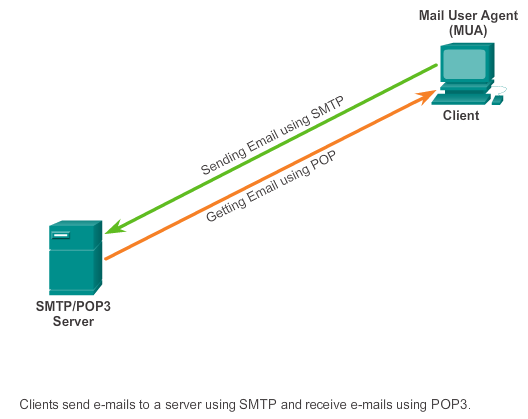 Mail User Agent
(MUA)
Client
Sending Email using SMTP
Getting Email using POP
SMTP/POP3
Server
Clients send e-mails to a server using SMTP and receive e-mails using POP3.